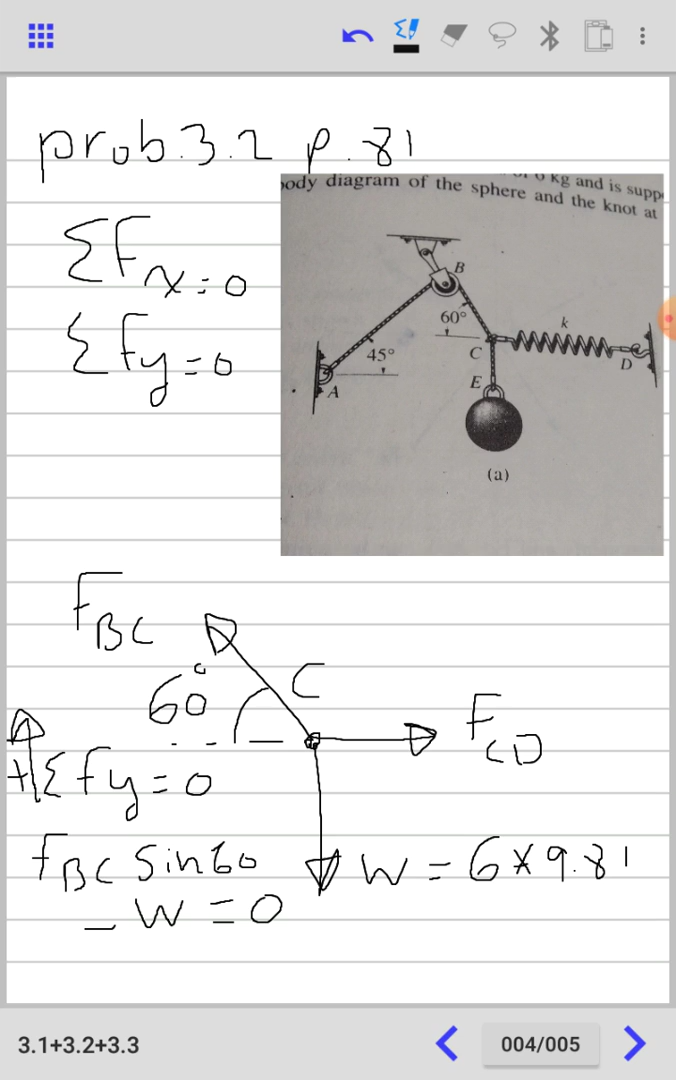 prob.3.2 p.81
ΣFx=0
Σfy=0
body diagram of the sphere and the knot at
6 kg and is supp
B
60°
k
45°
C
D
A
E
(a)
FBC
60°
C
FCD
+Σfy=0
fBC sin60
W = 6*9.81
- W = 0
3.1+3.2+3.3
004/005